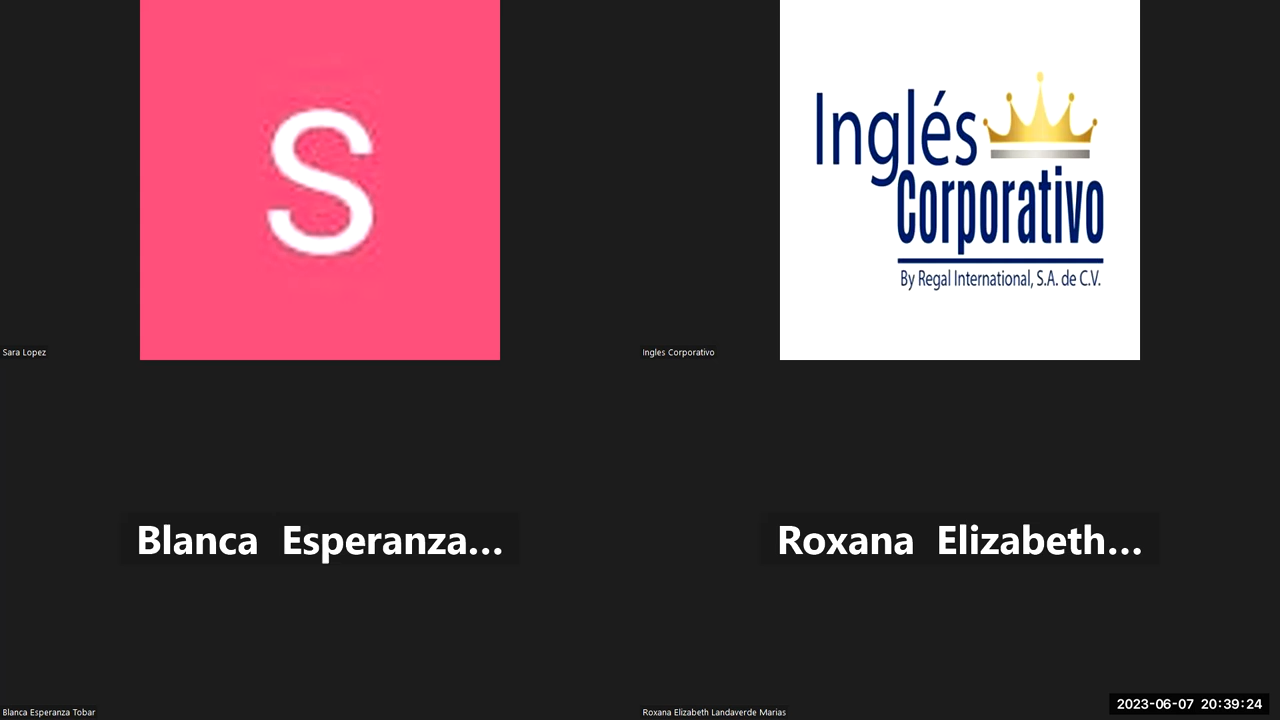 S
Inglés
Corporativo
By Regal International, S.A. de C.V.
Sara Lopez
Ingles Corporativo
Blanca Esperanza...
Roxana Elizabeth...
Blanca Esperanza Tobar
Roxana Elizabeth Landaverde Marias
2023-06-07 20:39:24